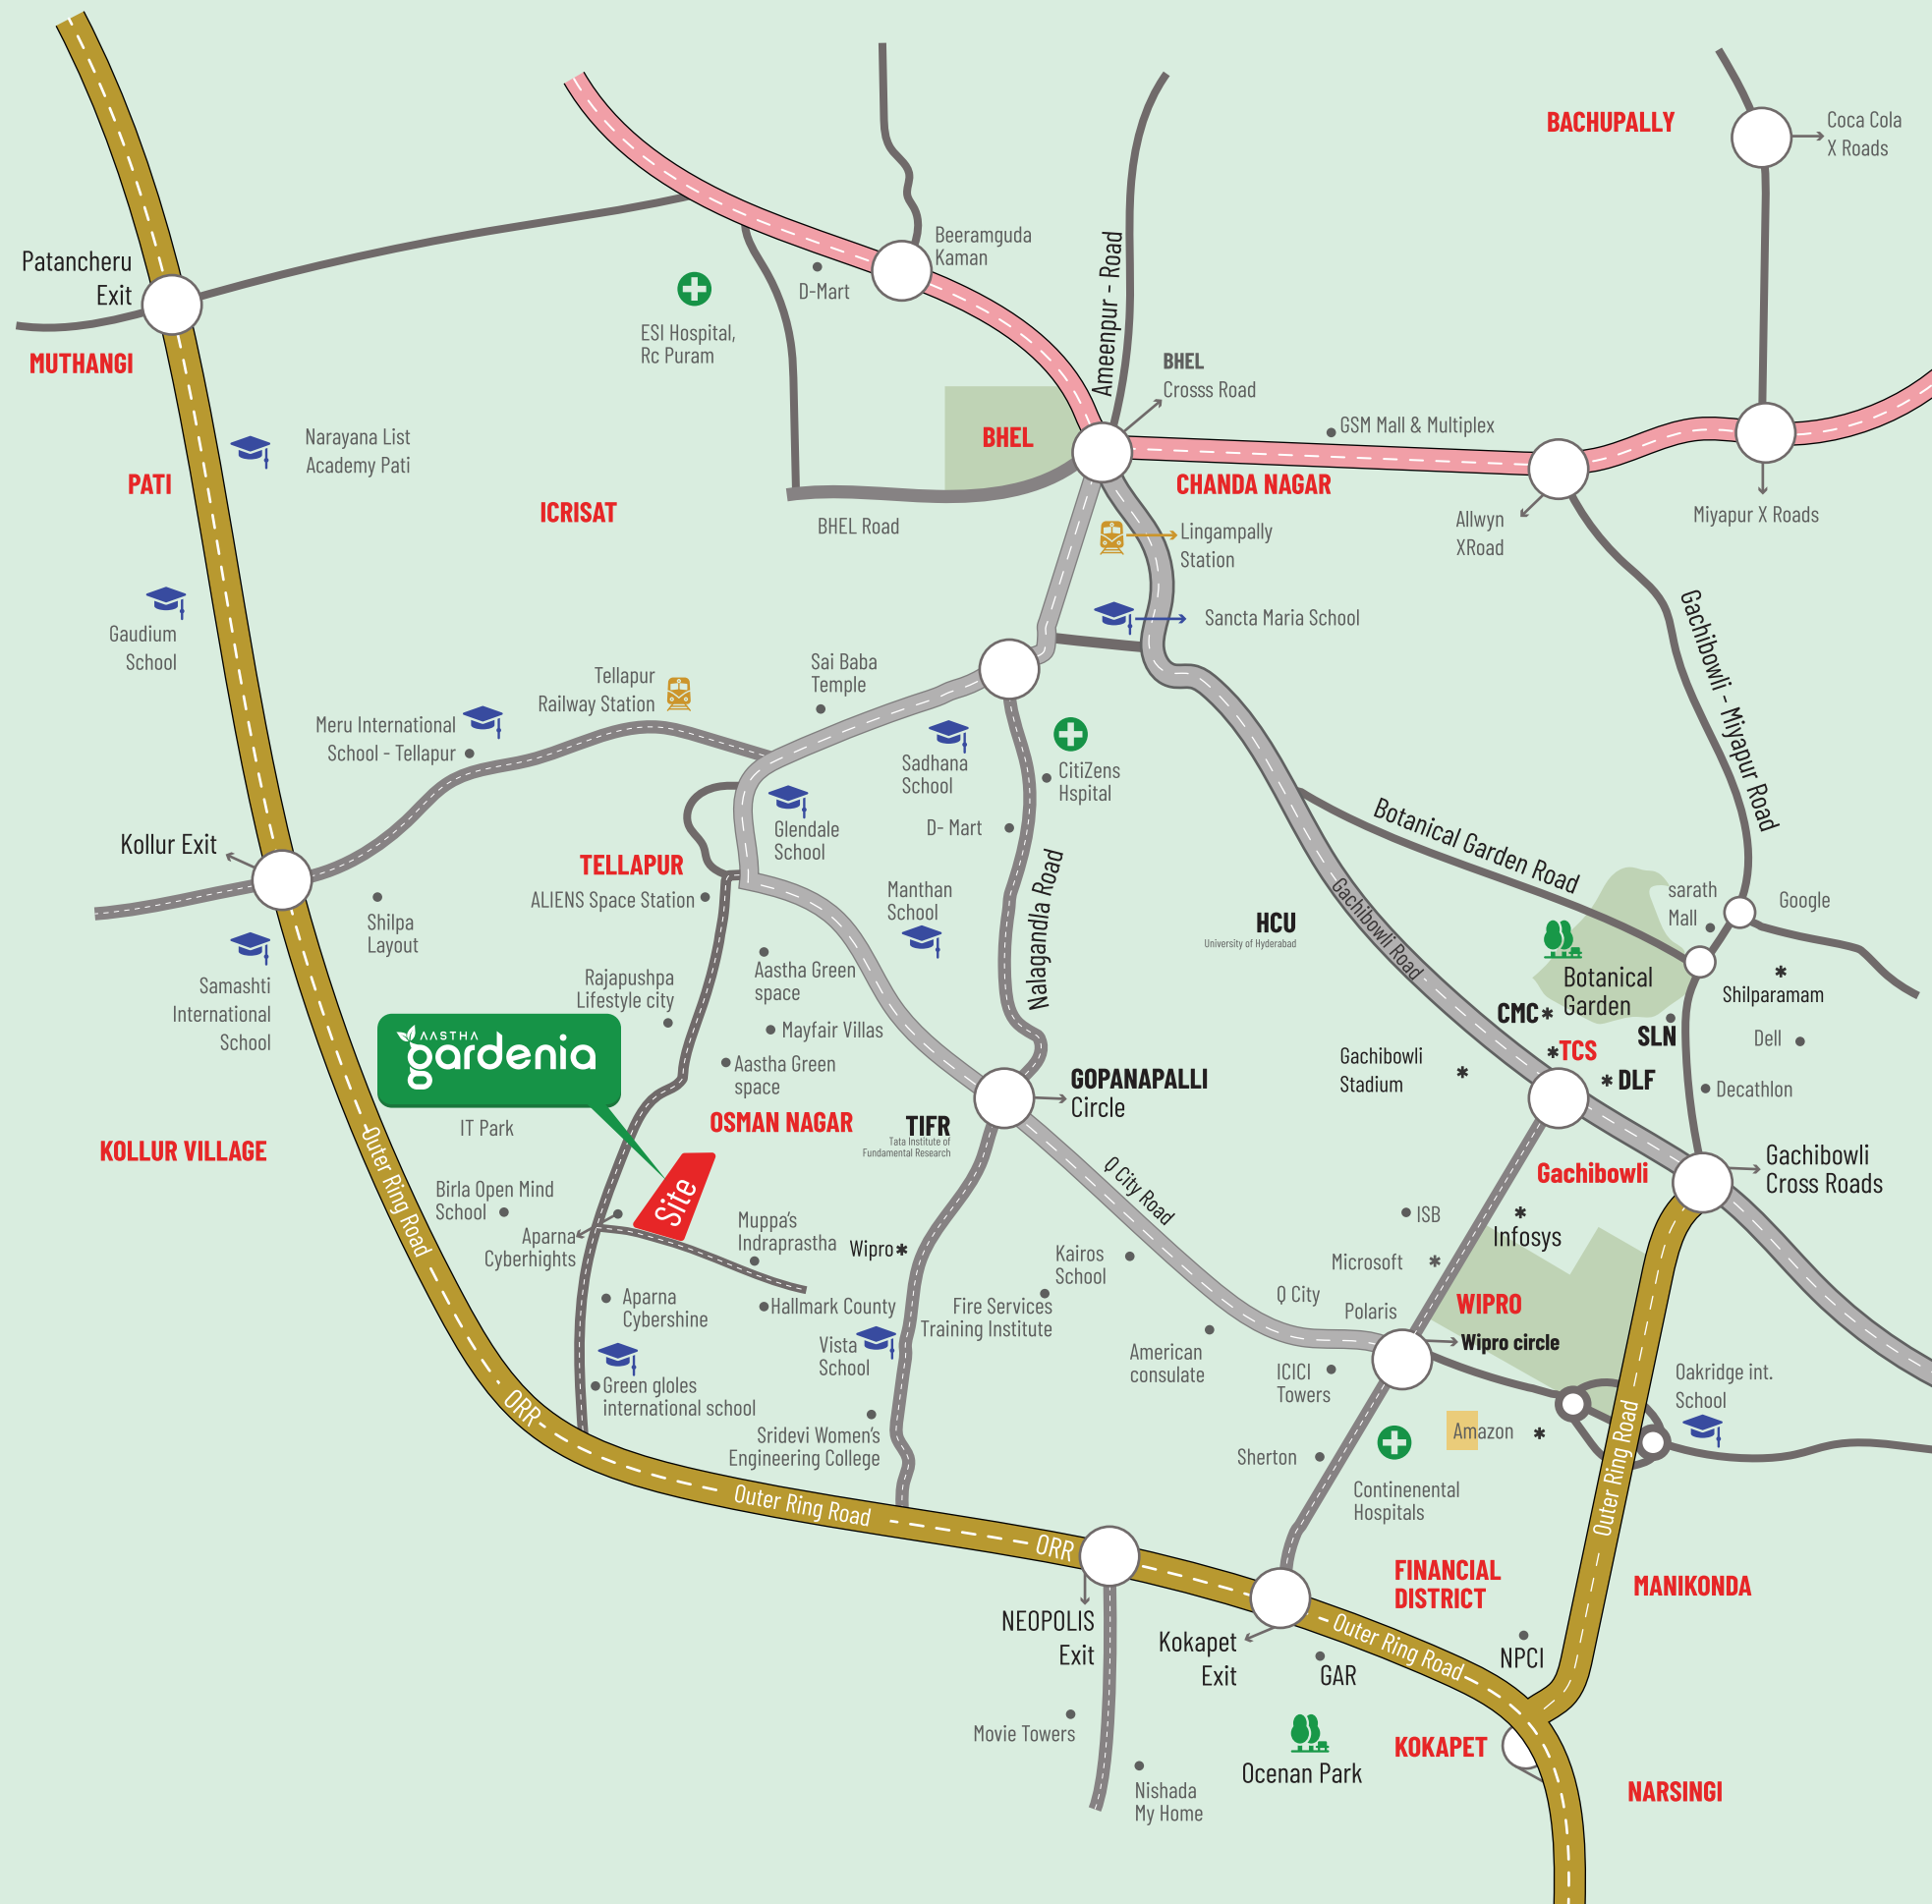 BACHUPALLY
Coca Cola
X Roads
Beeramguda
Kaman
Patancheru
Exit
D-Mart
ESI Hospital,
Rc Puram
Ameenpur - Road
MUTHANGI
BHEL
Crosss Road
GSM Mall & Multiplex
Narayana List
Academy Pati
BHEL
PATI
CHANDA NAGAR
ICRISAT
BHEL Road
Allwyn
XRoad
Miyapur X Roads
Lingampally
Station
Gaudium
School
Sancta Maria School
Gachibowli - Miyapur Road
Tellapur
Railway Station
Sai Baba
Temple
Meru International
School - Tellapur
Sadhana
School
CitiZens
Hspital
Kollur Exit
Glendale
School
D- Mart
Botanical Garden Road
TELLAPUR
ALIENS Space Station
Manthan
School
Nalagandla Road
Gachibowli Road
HCU
University of Hyderabad
sarath
Mall
Google
Shilpa
Layout
Samashti
International
School
Rajapushpa
Lifestyle city
Aastha Green
space
Botanical
Garden
Shilparamam
CMC
SLN
Mayfair Villas
AASTHA
gardenia
Aastha Green
space
Gachibowli
Stadium
TCS
DLF
Dell
Decathlon
GOPANAPALLI
Circle
IT Park
OSMAN NAGAR
TIFR
Tata Institute of
Fundamental Research
KOLLUR VILLAGE
Outer Ring Road
Q City Road
Gachibowli
Gachibowli
Cross Roads
Birla Open Mind
School
Site
Aparna
Cyberhights
Muppa's
Indraprastha
Wipro
Kairos
School
ISB
Infosys
Microsoft
Aparna
Cybershine
Hallmark County
Fire Services
Training Institute
Q City
Polaris
WIPRO
Wipro circle
Vista
School
American
consulate
ICICI
Towers
Green gloles
international school
Oakridge int.
School
ORR
Sridevi Women's
Engineering College
Amazon
Sherton
Continenental
Hospitals
Outer Ring Road
Outer Ring Road
ORR
FINANCIAL
DISTRICT
MANIKONDA
NEOPOLIS
Exit
Kokapet
Exit
Outer Ring Road
GAR
NPCI
Movie Towers
KOKAPET
Ocenan Park
NARSINGI
Nishada
My Home